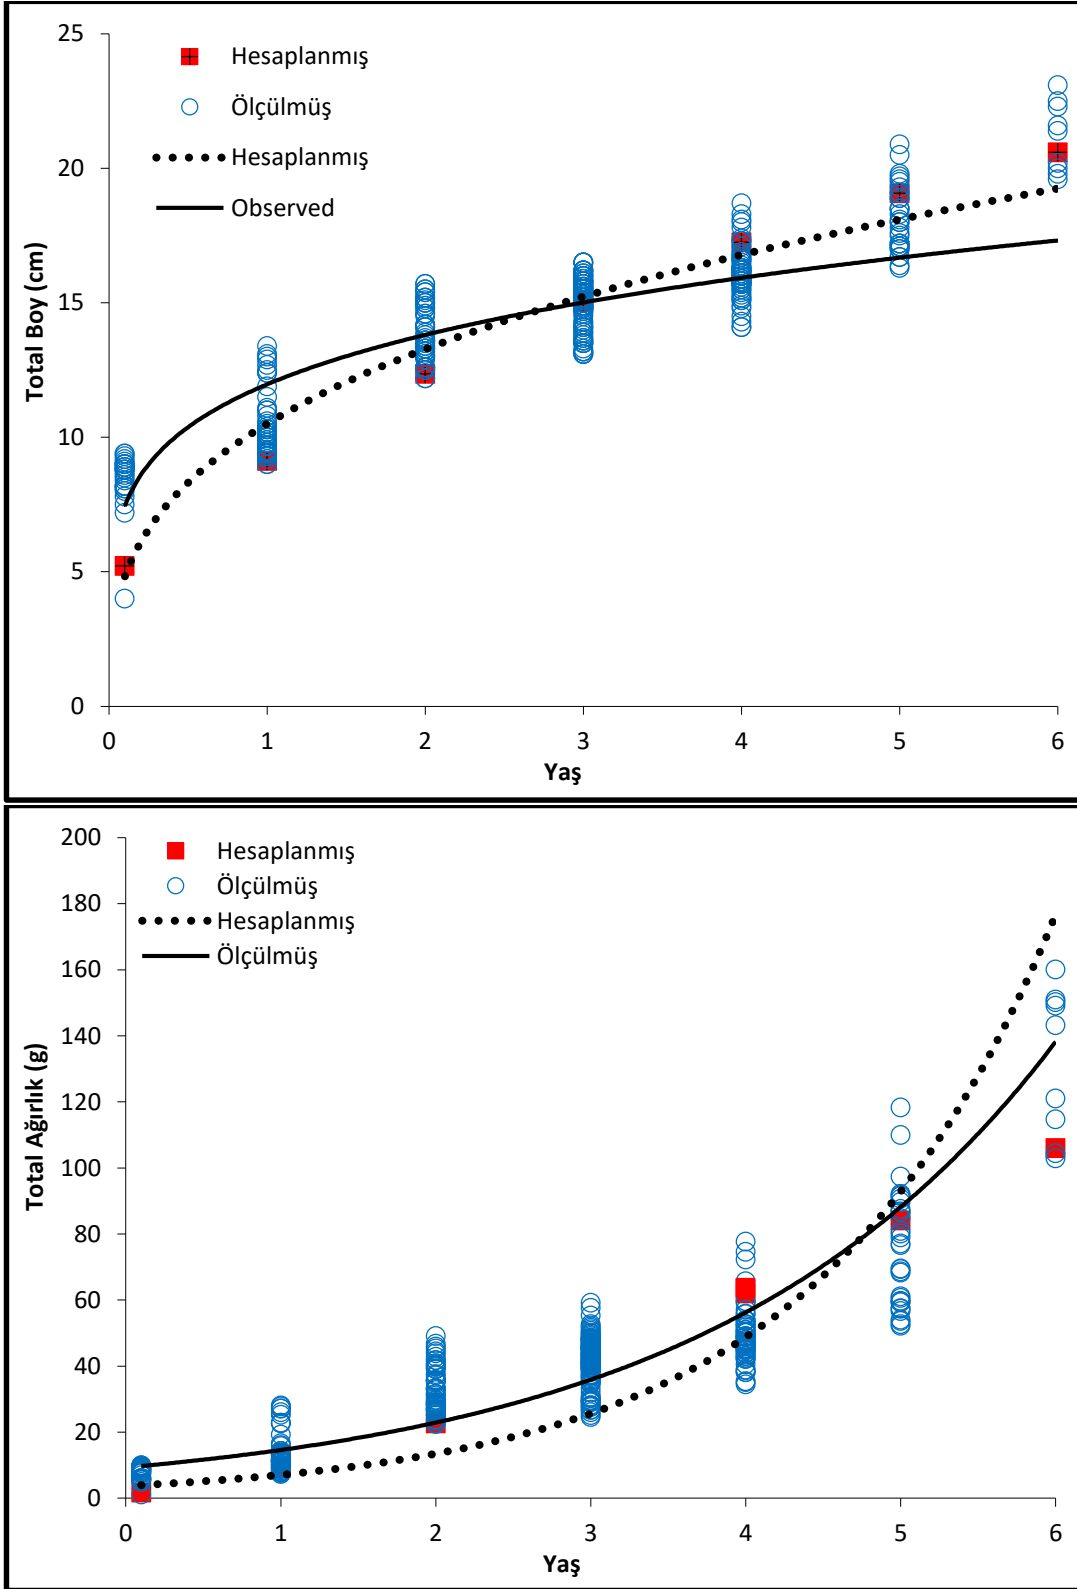 25
20
15
10
5
0
Total Boy (cm)
Hesaplanmış
Ölçülmüş
Hesaplanmış
Observed
0 1 2 3 4 5 6
Yaş
200
180
160
140
120
100
80
60
40
20
0
Total Ağırlık (g)
Hesaplanmış
Ölçülmüş
Hesaplanmış
Ölçülmüş
0 1 2 3 4 5 6
Yaş